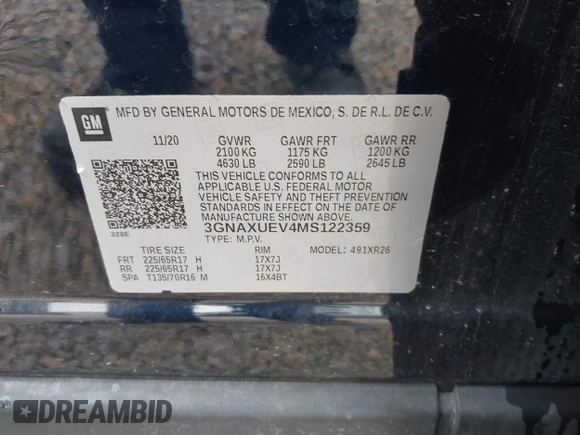 GM
MFD BY GENERAL MOTORS DE MEXICO, S. DE R.L. DE C.V.
11/20 GVWR GAWR FRT GAWR RR
2100 KG 1175 KG 1200 KG
4630 LB 2590 LB 2645 LB
THIS VEHICLE CONFORMS TO ALL
APPLICABLE U.S. FEDERAL MOTOR
VEHICLE SAFETY AND THEFT PREVENTION
STANDARDS IN EFFECT ON THE DATE OF
MANUFACTURE SHOWN ABOVE.
328E 3GNAXUEV4MS122359
TYPE: M.P.V. MODEL: 491XR26
TIRE SIZE RIM
FRT 225/65R17 H 17X7J
RR 225/65R17 H 17X7J
SPA T135/70R16 M 16X4BT
DREAMBID